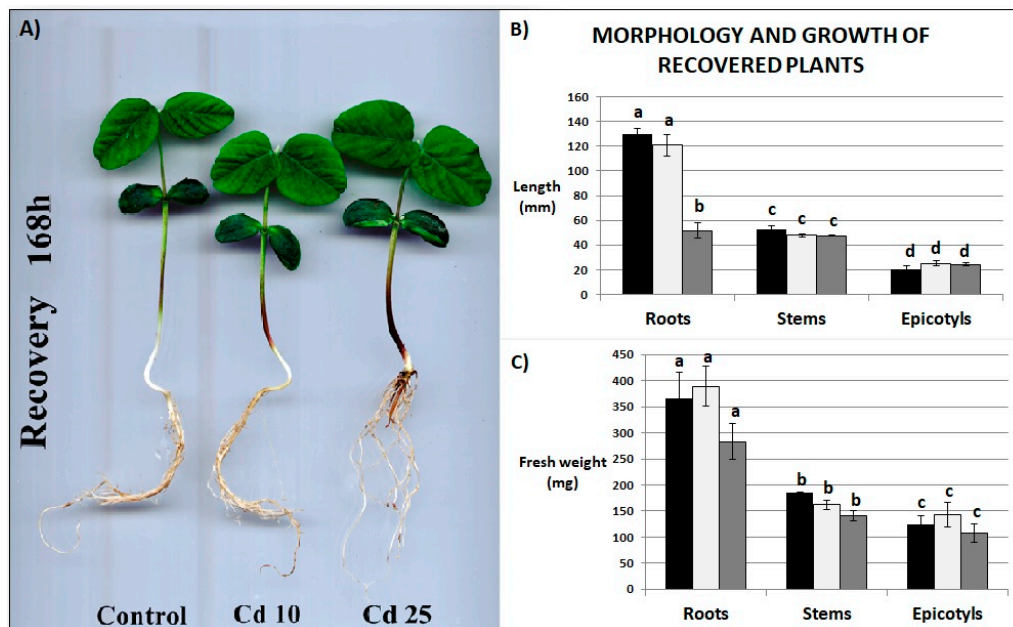 A)
Recovery 168h
Control
Cd 10
Cd 25
B)
MORPHOLOGY AND GROWTH OF
RECOVERED PLANTS
Length
(mm)
160
140
120
100
80
60
40
20
0
a
a
b
c
c
c
d
d
d
Roots
Stems
Epicotyls
C)
Fresh weight
(mg)
450
400
350
300
250
200
150
100
50
0
a
a
a
b
b
b
c
c
c
Roots
Stems
Epicotyls